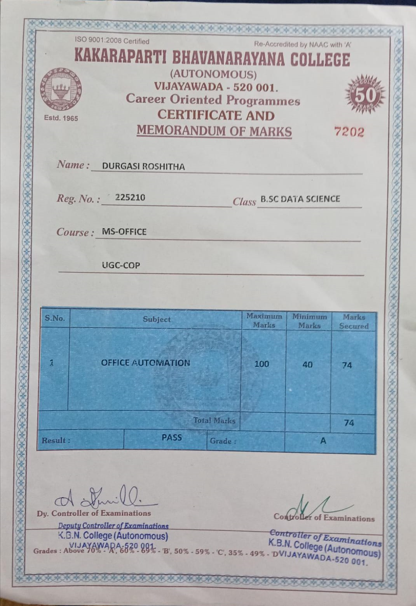 ISO 9001:2008 Certified Re-Accredited by NAAC with 'A'
KAKARAPARTI BHAVANARAYANA COLLEGE
(AUTONOMOUS)
VIJAYAWADA - 520 001.
Career Oriented Programmes
CERTIFICATE AND
MEMORANDUM OF MARKS
Estd. 1965
50
7202
Name : DURGASI ROSHITHA
Reg. No. : 225210 Class B.SC DATA SCIENCE
Course : MS-OFFICE
UGC-COP
S.No. Subject Maximum Marks Minimum Marks Marks Secured
1 OFFICE AUTOMATION 100 40 74
Total Marks 74
Result : PASS Grade : A
Dy. Controller of Examinations Controller of Examinations
Deputy Controller of Examinations
K.B.N. College (Autonomous)
VIJAYAWADA-520 001.
Controller of Examinations
K.B.N. College (Autonomous)
VIJAYAWADA-520 001.
Grades : Above 70% - 'A', 60% - 69% - 'B', 50% - 59% - 'C', 35% - 49% - 'D'